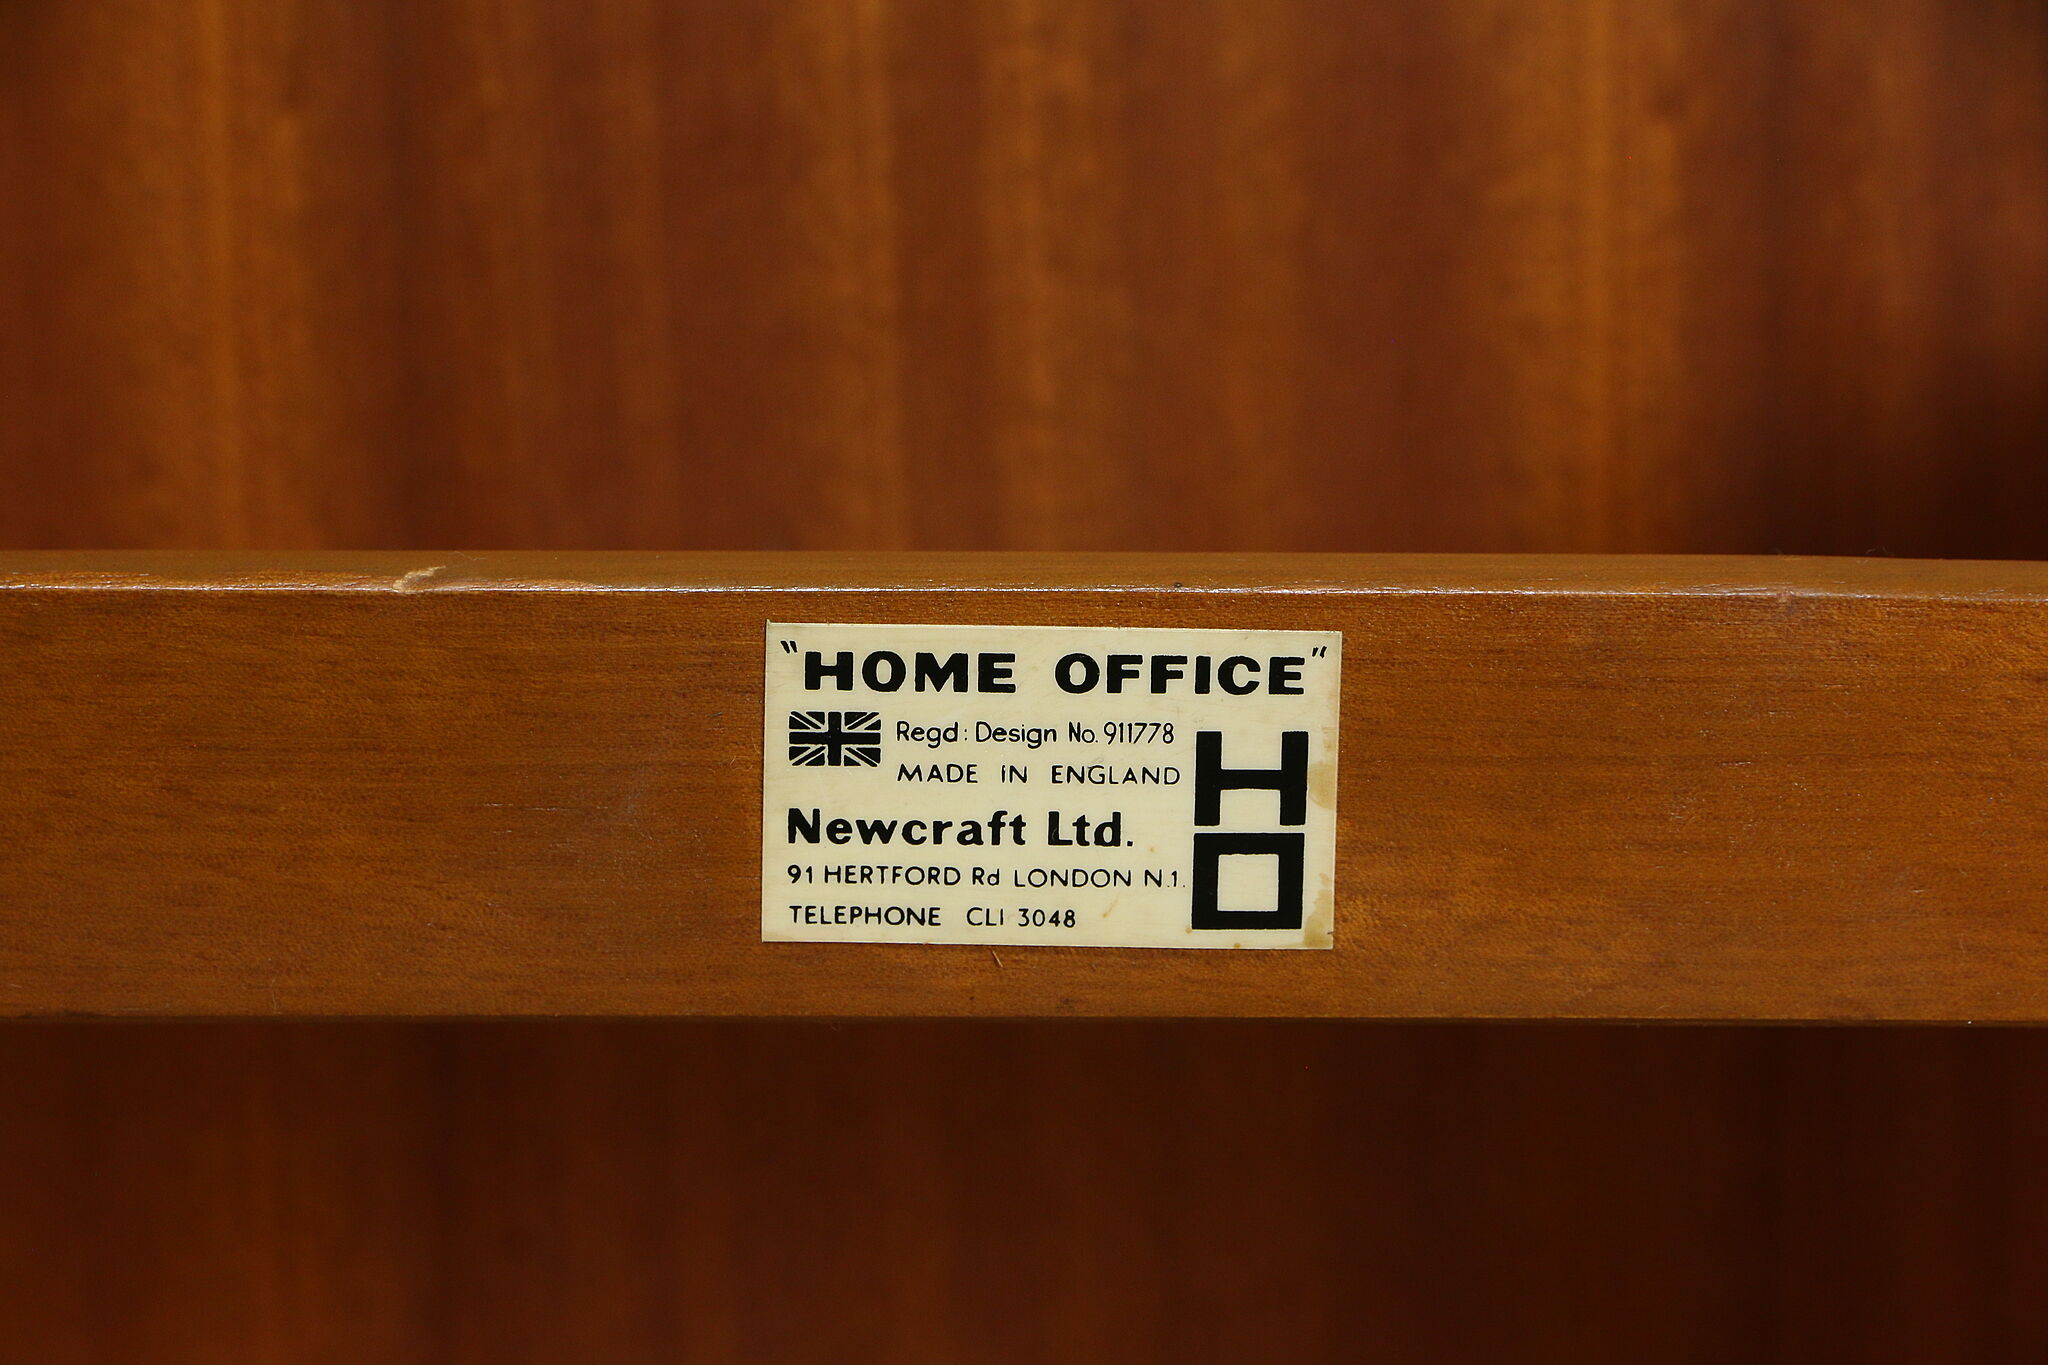 "HOME OFFICE"
Regd: Design No. 911778
MADE IN ENGLAND
Newcraft Ltd.
91 HERTFORD Rd LONDON N.1.
TELEPHONE CLI 3048
H
O